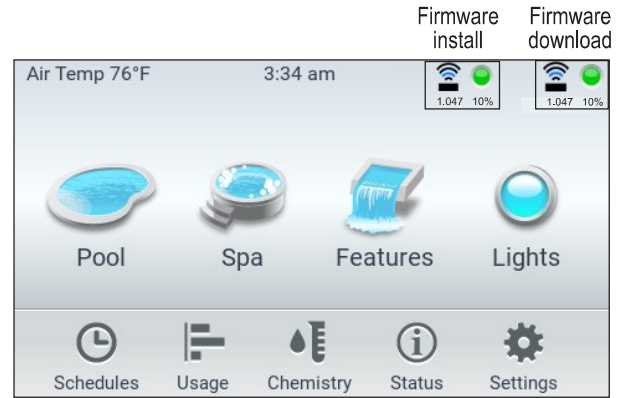 Firmware install
Firmware download
Air Temp 76°F
3:34 am
1.047 10%
1.047 10%
Pool
Spa
Features
Lights
Schedules
Usage
Chemistry
Status
Settings